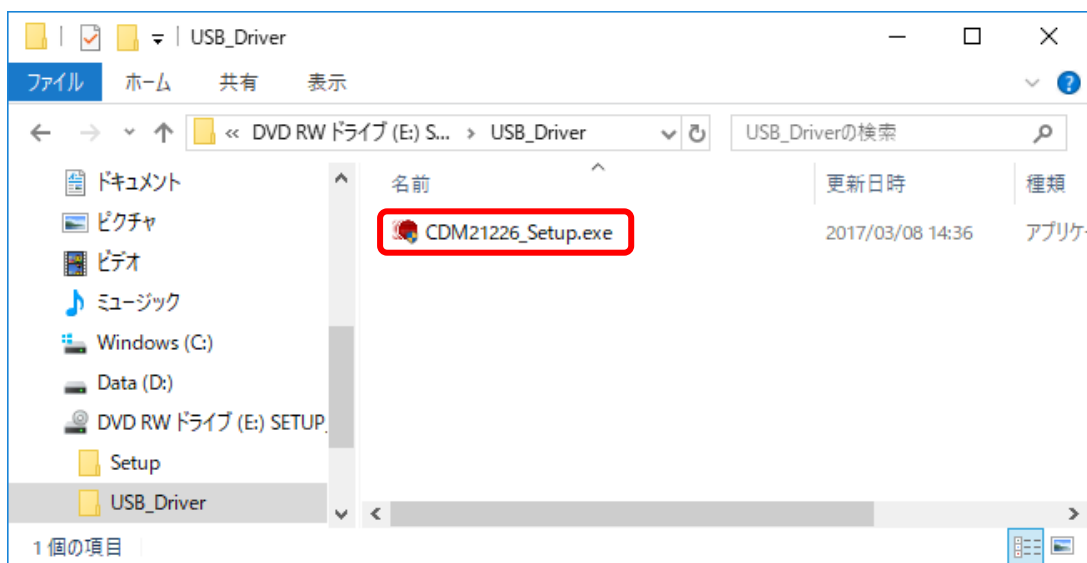 USB_Driver
ファイル ホーム 共有 表示
« DVD RW ドライブ (E:) S... › USB_Driver USB_Driverの検索
名前 更新日時 種類
CDM21226_Setup.exe 2017/03/08 14:36 アプリケ
ドキュメント
ピクチャ
ビデオ
ミュージック
Windows (C:)
Data (D:)
DVD RW ドライブ (E:) SETUP_
Setup
USB_Driver
1 個の項目